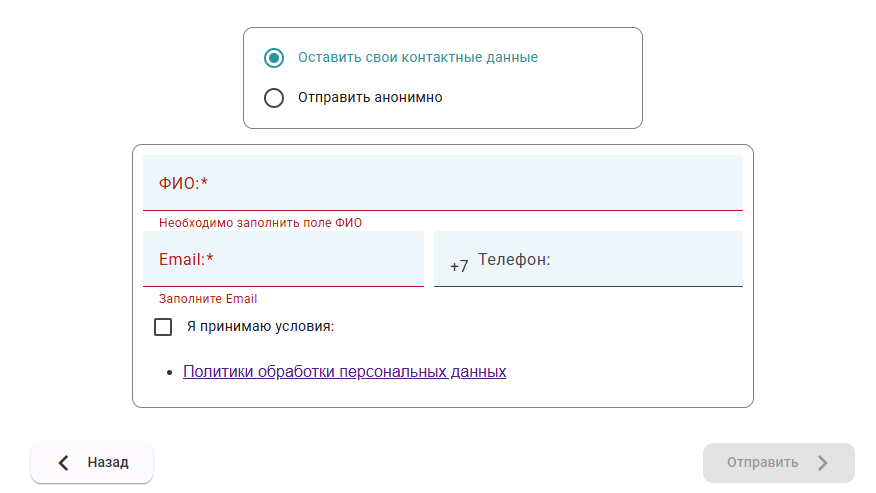 Оставить свои контактные данные
Отправить анонимно
ФИО:*
Необходимо заполнить поле ФИО
Email:*
+7 Телефон:
Заполните Email
Я принимаю условия:
• Политики обработки персональных данных
Назад
Отправить